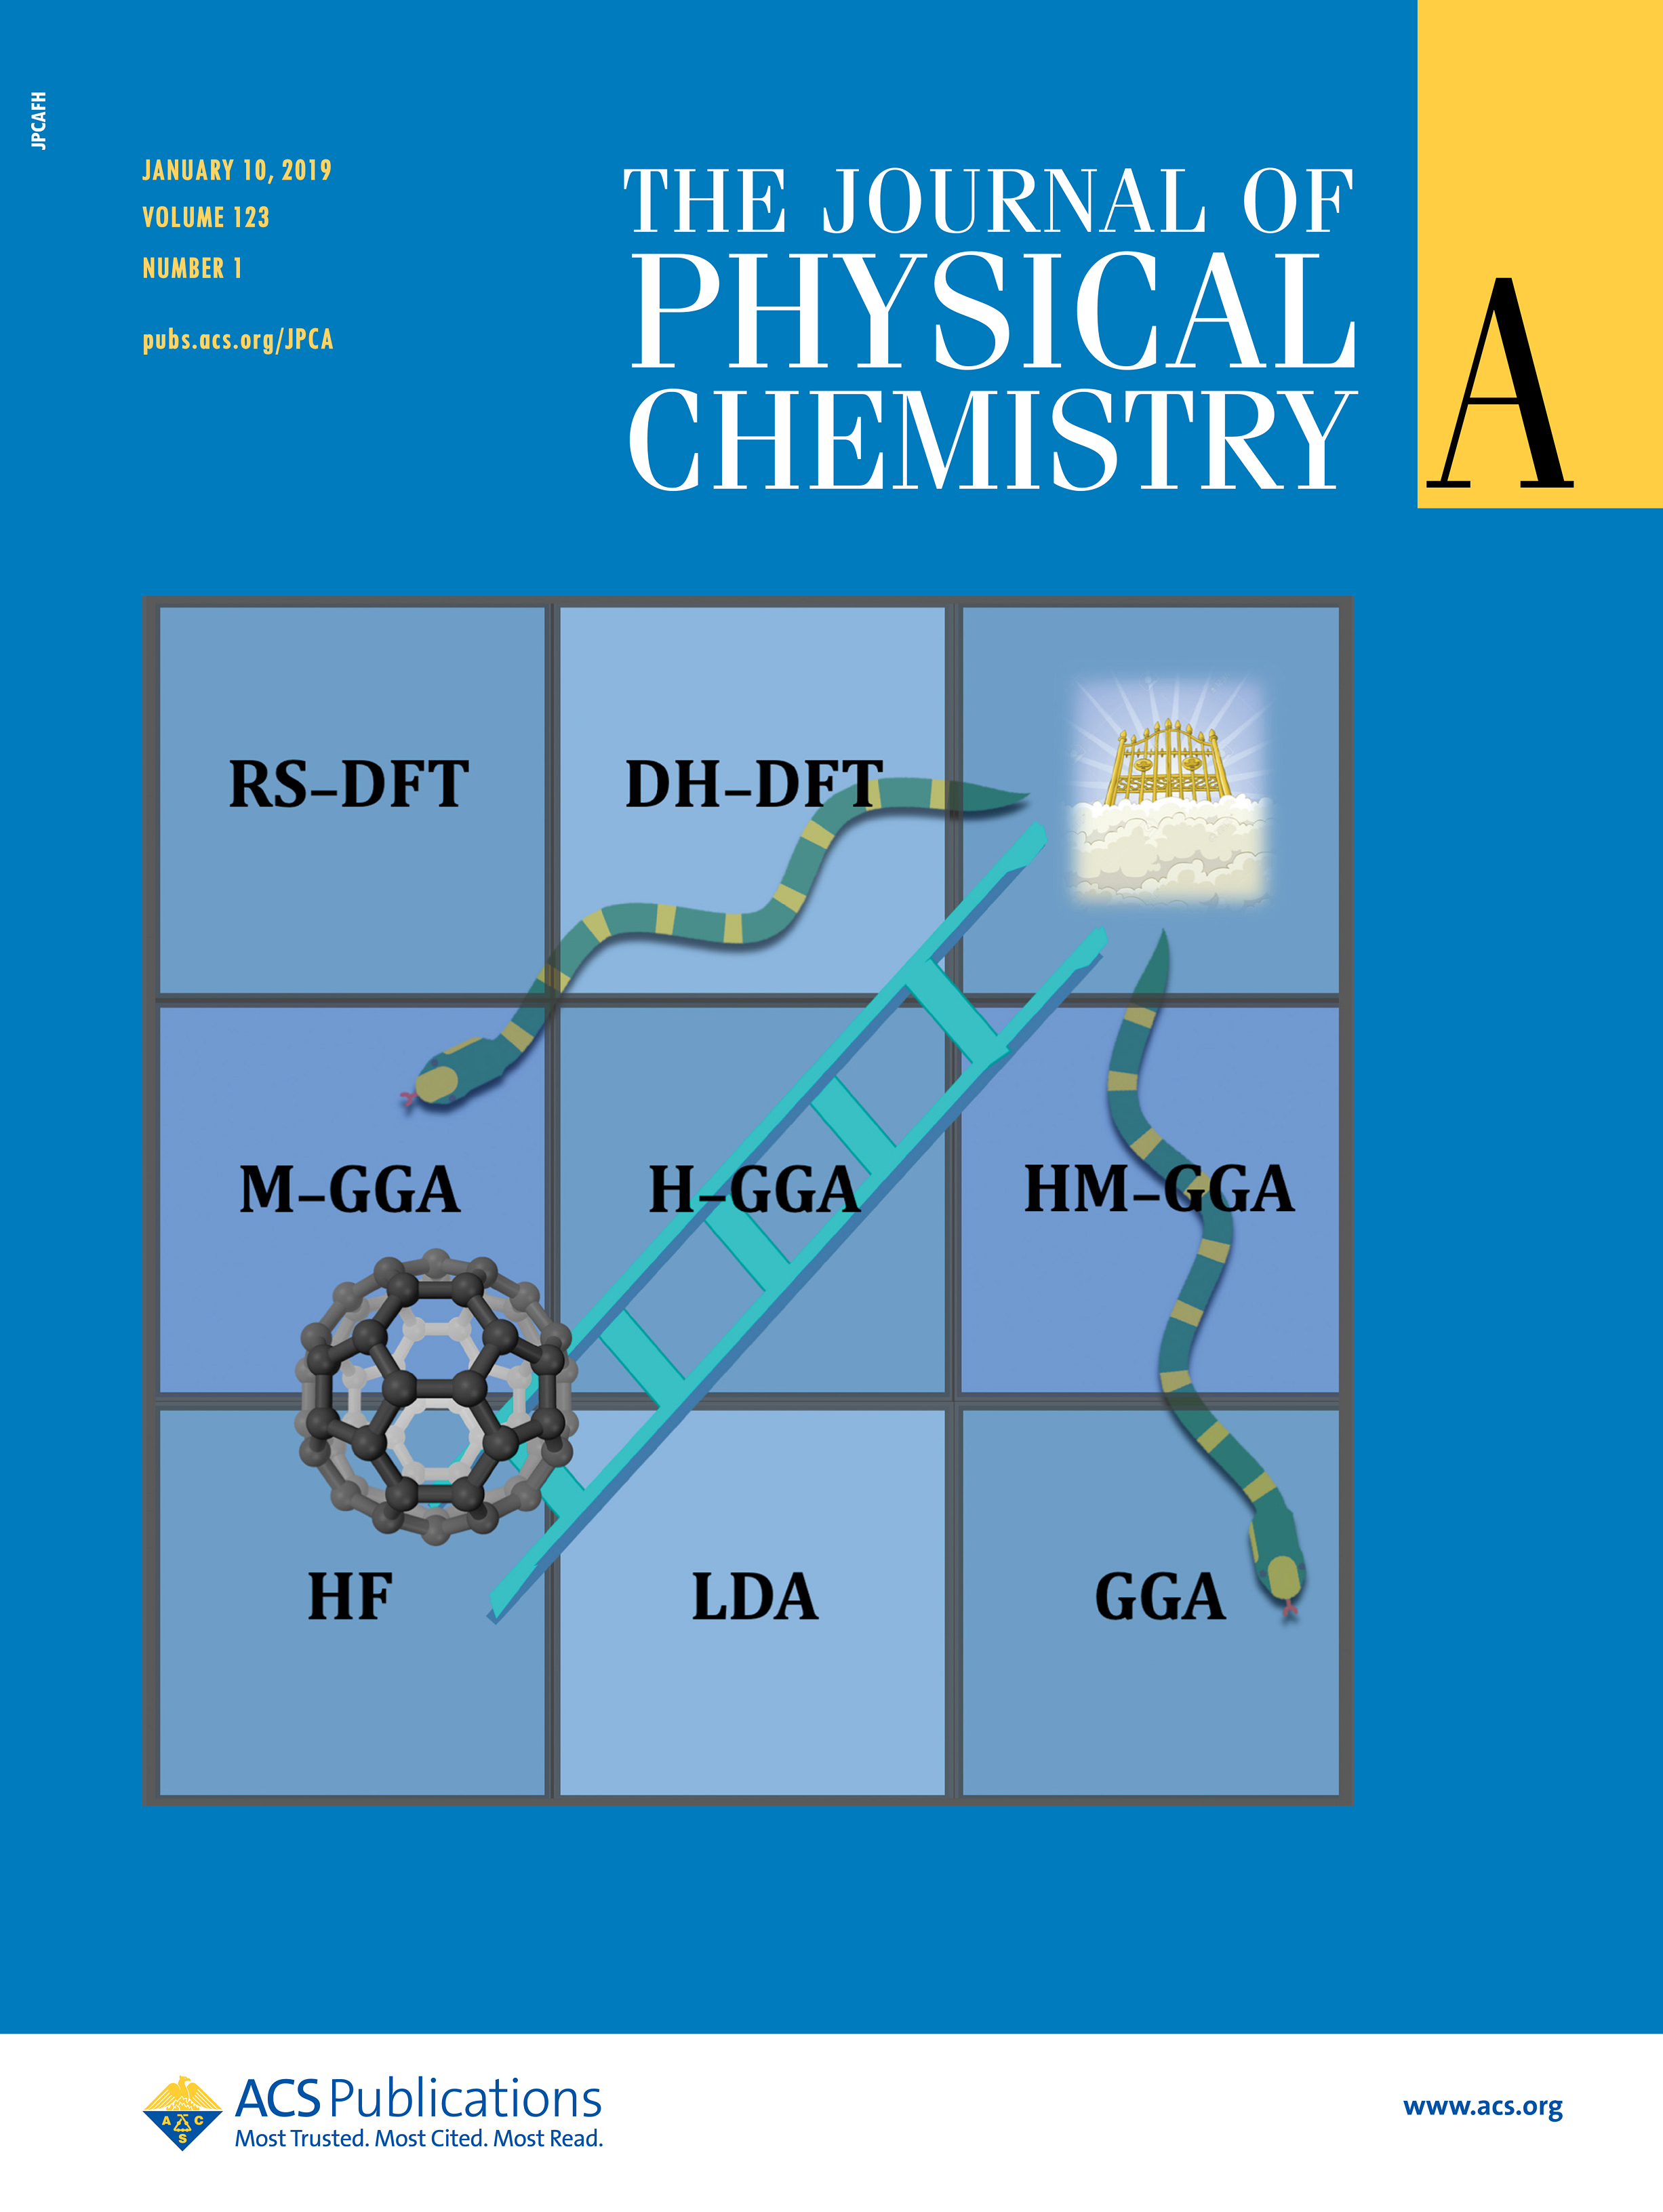 JPCAFH
JANUARY 10, 2019
VOLUME 123
NUMBER 1
pubs.acs.org/JPCA
THE JOURNAL OF
PHYSICAL
CHEMISTRY
A
RS–DFT
DH–DFT
M–GGA
H–GGA
HM–GGA
HF
LDA
GGA
A C
S
ACS Publications
Most Trusted. Most Cited. Most Read.
www.acs.org